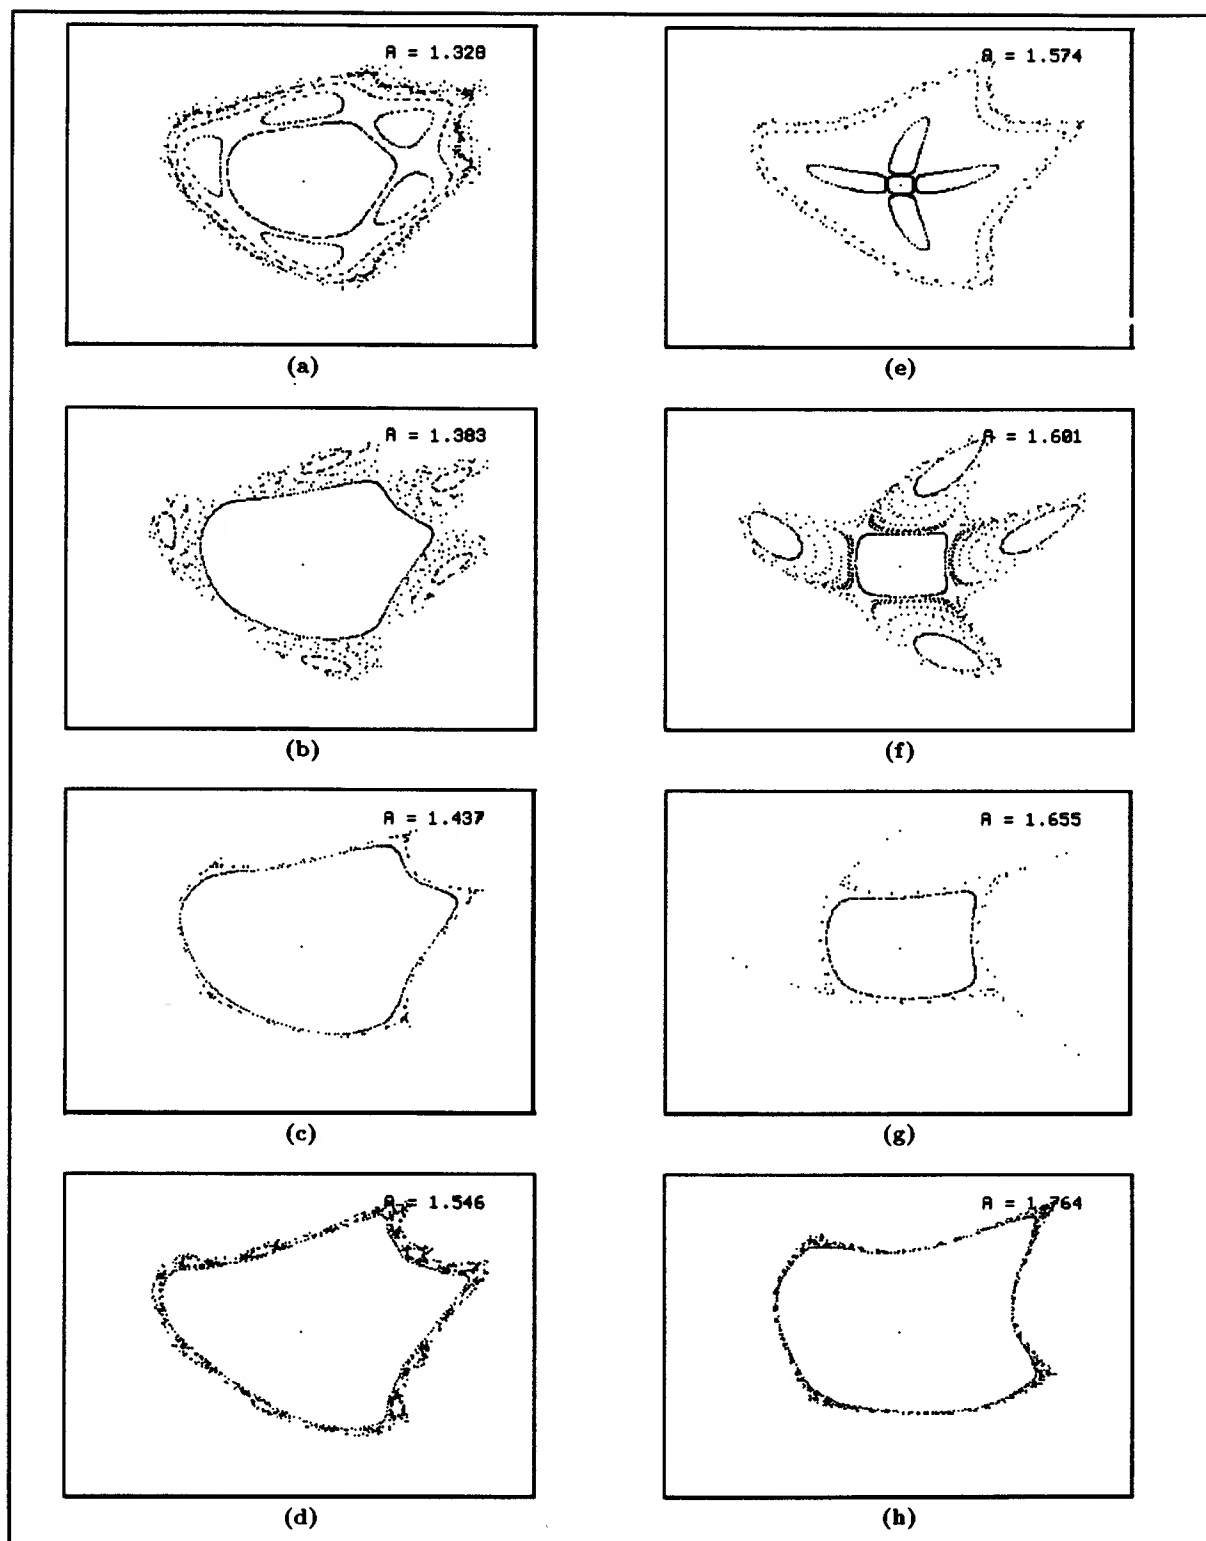 A = 1.328
(a)
A = 1.383
(b)
A = 1.437
(c)
A = 1.546
(d)
A = 1.574
(e)
A = 1.601
(f)
A = 1.655
(g)
A = 1.764
(h)